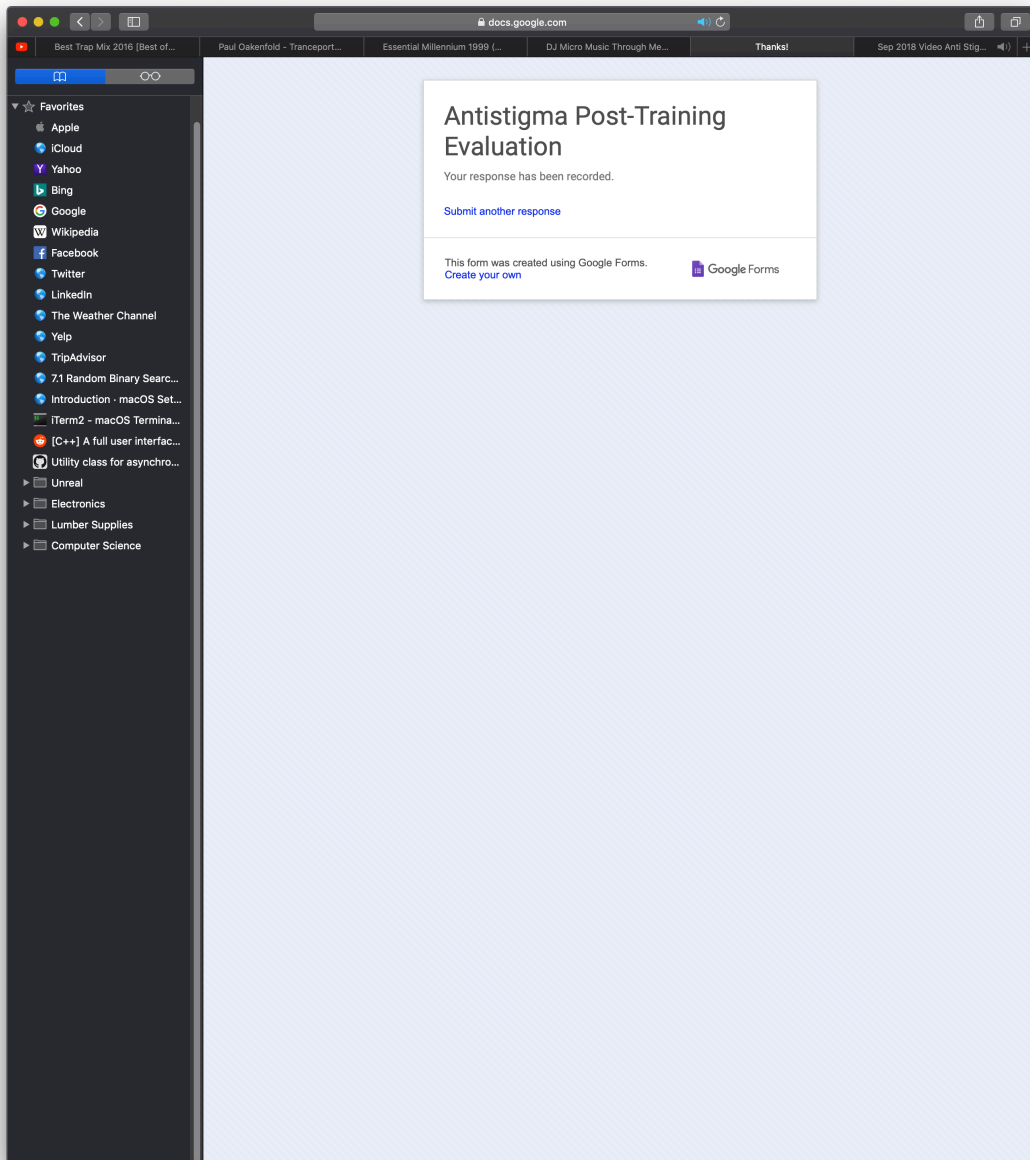 docs.google.com
Best Trap Mix 2016 [Best of...
Paul Oakenfold - Tranceport...
Essential Millennium 1999 (...
DJ Micro Music Through Me...
Thanks!
Sep 2018 Video Anti Stig...
Favorites
Apple
iCloud
Yahoo
Bing
Google
Wikipedia
Facebook
Twitter
LinkedIn
The Weather Channel
Yelp
TripAdvisor
7.1 Random Binary Searc...
Introduction · macOS Set...
iTerm2 - macOS Termina...
[C++] A full user interfac...
Utility class for asynchro...
Unreal
Electronics
Lumber Supplies
Computer Science
Antistigma Post-Training
Evaluation
Your response has been recorded.
Submit another response
This form was created using Google Forms.
Create your own
Google Forms